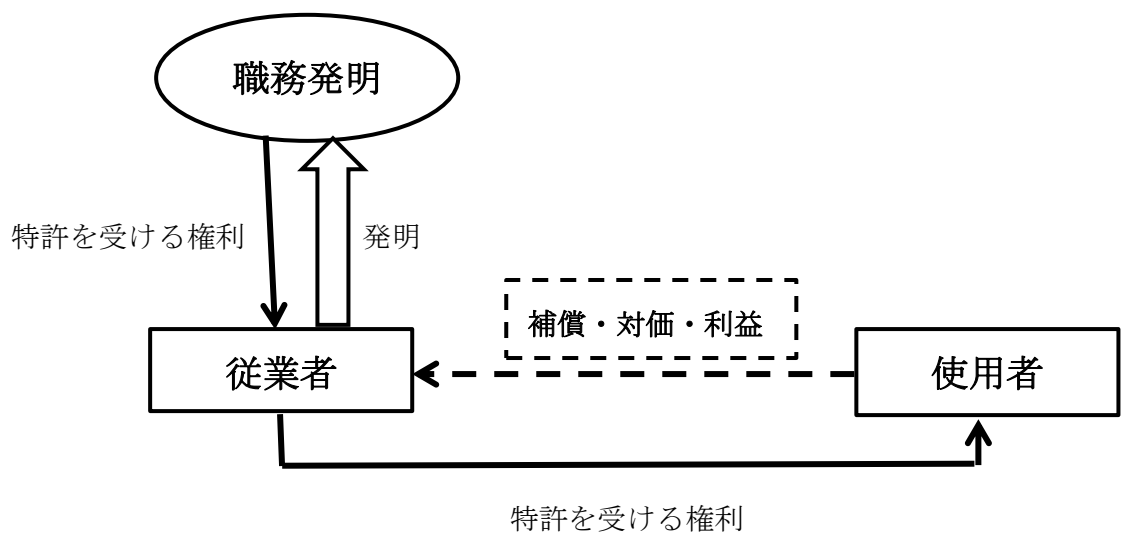 職務発明
特許を受ける権利
発明
補償・対価・利益
従業者
使用者
特許を受ける権利